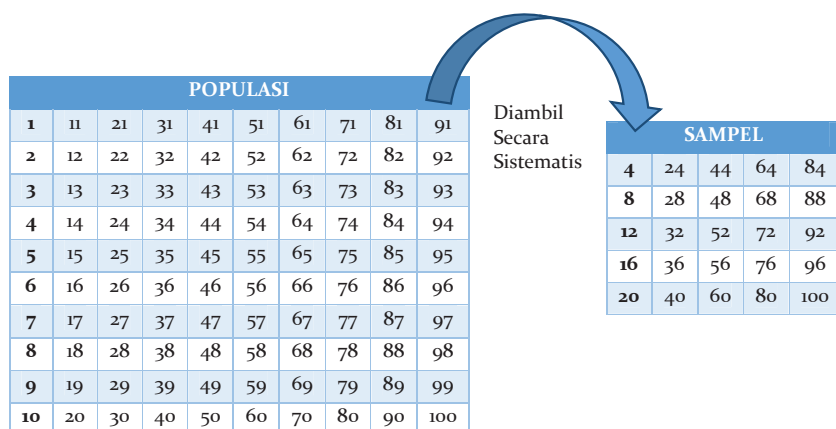 POPULASI
1 11 21 31 41 51 61 71 81 91
2 12 22 32 42 52 62 72 82 92
3 13 23 33 43 53 63 73 83 93
4 14 24 34 44 54 64 74 84 94
5 15 25 35 45 55 65 75 85 95
6 16 26 36 46 56 66 76 86 96
7 17 27 37 47 57 67 77 87 97
8 18 28 38 48 58 68 78 88 98
9 19 29 39 49 59 69 79 89 99
10 20 30 40 50 60 70 80 90 100
Diambil
Secara
Sistematis
SAMPEL
4 24 44 64 84
8 28 48 68 88
12 32 52 72 92
16 36 56 76 96
20 40 60 80 100